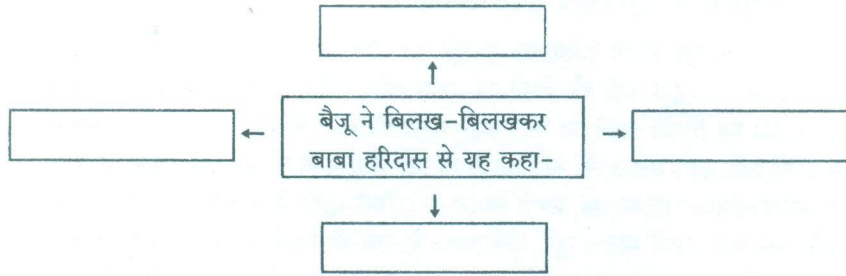 बैजू ने बिलख-बिलखकर
बाबा हरिदास से यह कहा-